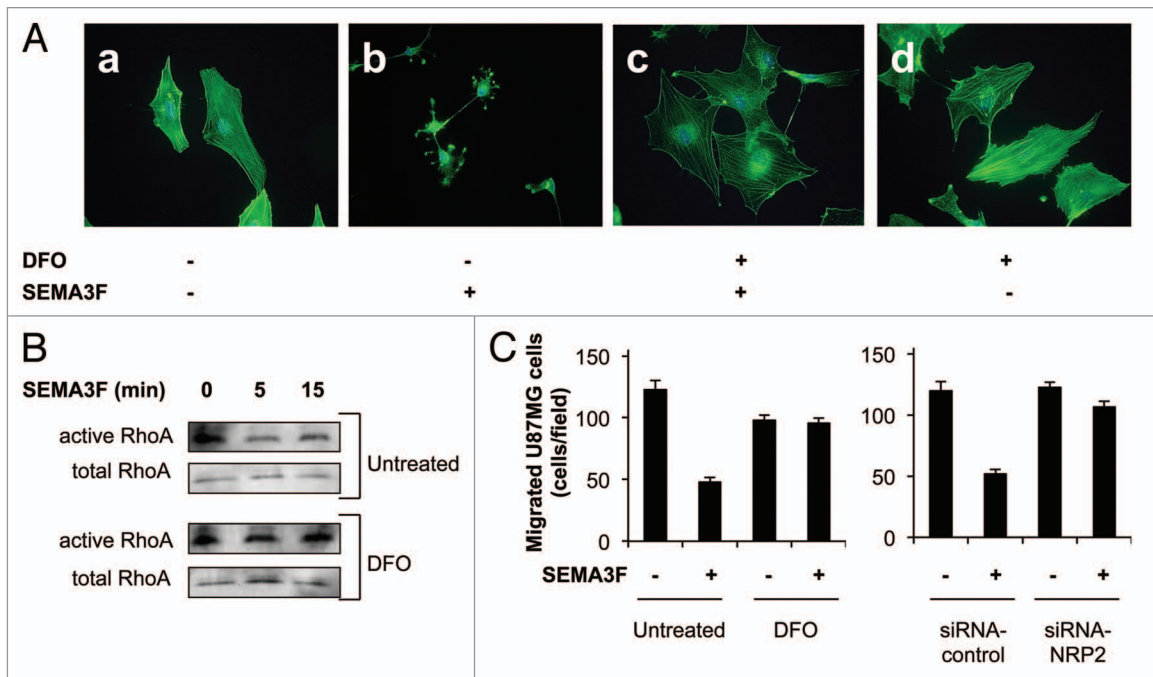 A
a b c d
DFO - - + +
SEMA3F - + + -
B
SEMA3F (min) 0 5 15
active RhoA
total RhoA
Untreated
active RhoA
total RhoA
DFO
C
Migrated U87MG cells
(cells/field)
150
100
50
0
SEMA3F - + - +
Untreated DFO
150
100
50
0
- + - +
siRNA-
control
siRNA-
NRP2